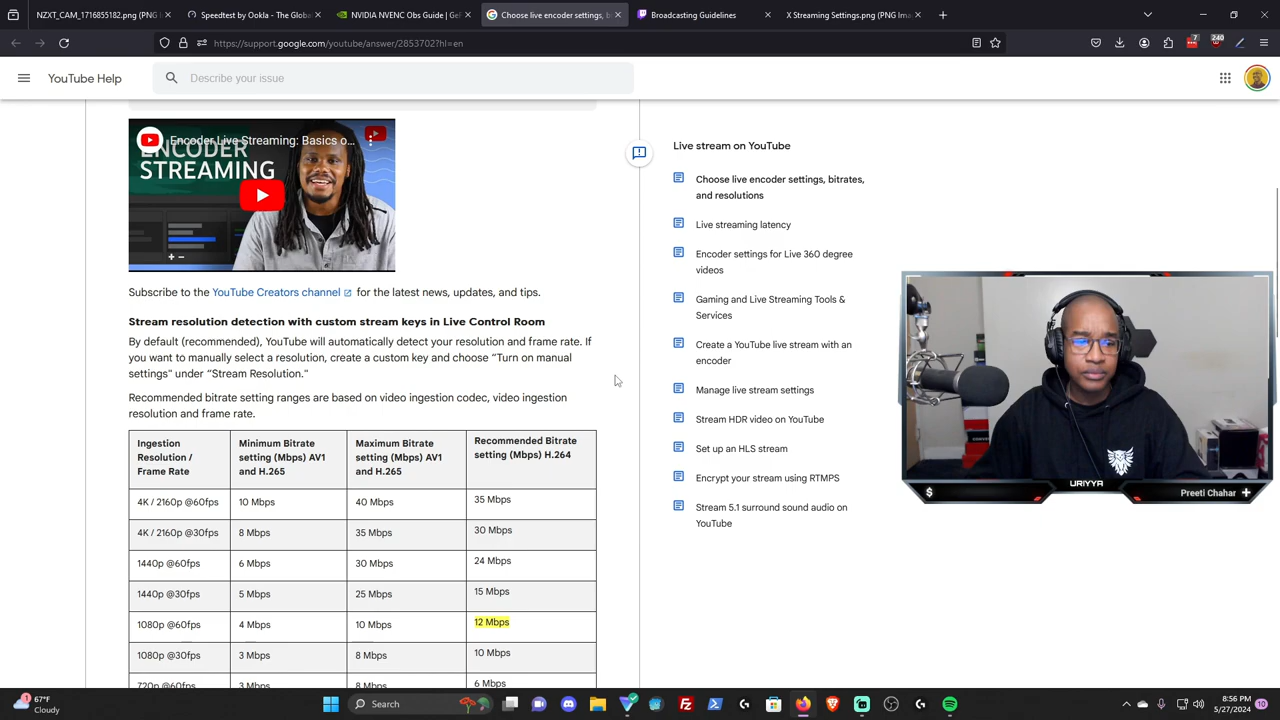 NZXT_CAM_1716855182.png (PNG I
Speedtest by Ookla - The Globa
NVIDIA NVENC Obs Guide | GeF
Choose live encoder settings, b
Broadcasting Guidelines
X Streaming Settings.png (PNG Ima
https://support.google.com/youtube/answer/2853702?hl=en
7
240
YouTube Help
Describe your issue
Encoder Live Streaming: Basics o...
ENCODER
STREAMING
Subscribe to the YouTube Creators channel for the latest news, updates, and tips.
Stream resolution detection with custom stream keys in Live Control Room
By default (recommended), YouTube will automatically detect your resolution and frame rate. If
you want to manually select a resolution, create a custom key and choose “Turn on manual
settings" under “Stream Resolution."
Recommended bitrate setting ranges are based on video ingestion codec, video ingestion
resolution and frame rate.
Ingestion Resolution / Frame Rate
Minimum Bitrate setting (Mbps) AV1 and H.265
Maximum Bitrate setting (Mbps) AV1 and H.265
Recommended Bitrate setting (Mbps) H.264
4K / 2160p @60fps 10 Mbps 40 Mbps 35 Mbps
4K / 2160p @30fps 8 Mbps 35 Mbps 30 Mbps
1440p @60fps 6 Mbps 30 Mbps 24 Mbps
1440p @30fps 5 Mbps 25 Mbps 15 Mbps
1080p @60fps 4 Mbps 10 Mbps 12 Mbps
1080p @30fps 3 Mbps 8 Mbps 10 Mbps
720p @60fps 3 Mbps 8 Mbps 6 Mbps
Live stream on YouTube
Choose live encoder settings, bitrates,
and resolutions
Live streaming latency
Encoder settings for Live 360 degree
videos
Gaming and Live Streaming Tools &
Services
Create a YouTube live stream with an
encoder
Manage live stream settings
Stream HDR video on YouTube
Set up an HLS stream
Encrypt your stream using RTMPS
Stream 5.1 surround sound audio on
YouTube
URIYYA
$
Preeti Chahar
1
67°F
Cloudy
Search
8:56 PM
5/27/2024
10